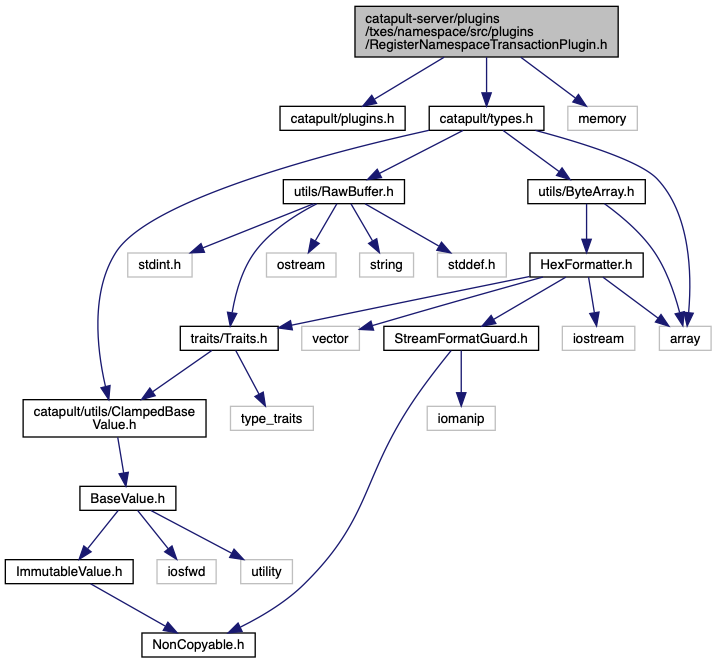 catapult-server/plugins
/txes/namespace/src/plugins
/RegisterNamespaceTransactionPlugin.h
catapult/plugins.h
catapult/types.h
memory
utils/RawBuffer.h
utils/ByteArray.h
stdint.h
ostream
string
stddef.h
HexFormatter.h
traits/Traits.h
vector
StreamFormatGuard.h
iostream
array
catapult/utils/ClampedBase
Value.h
type_traits
iomanip
BaseValue.h
ImmutableValue.h
iosfwd
utility
NonCopyable.h